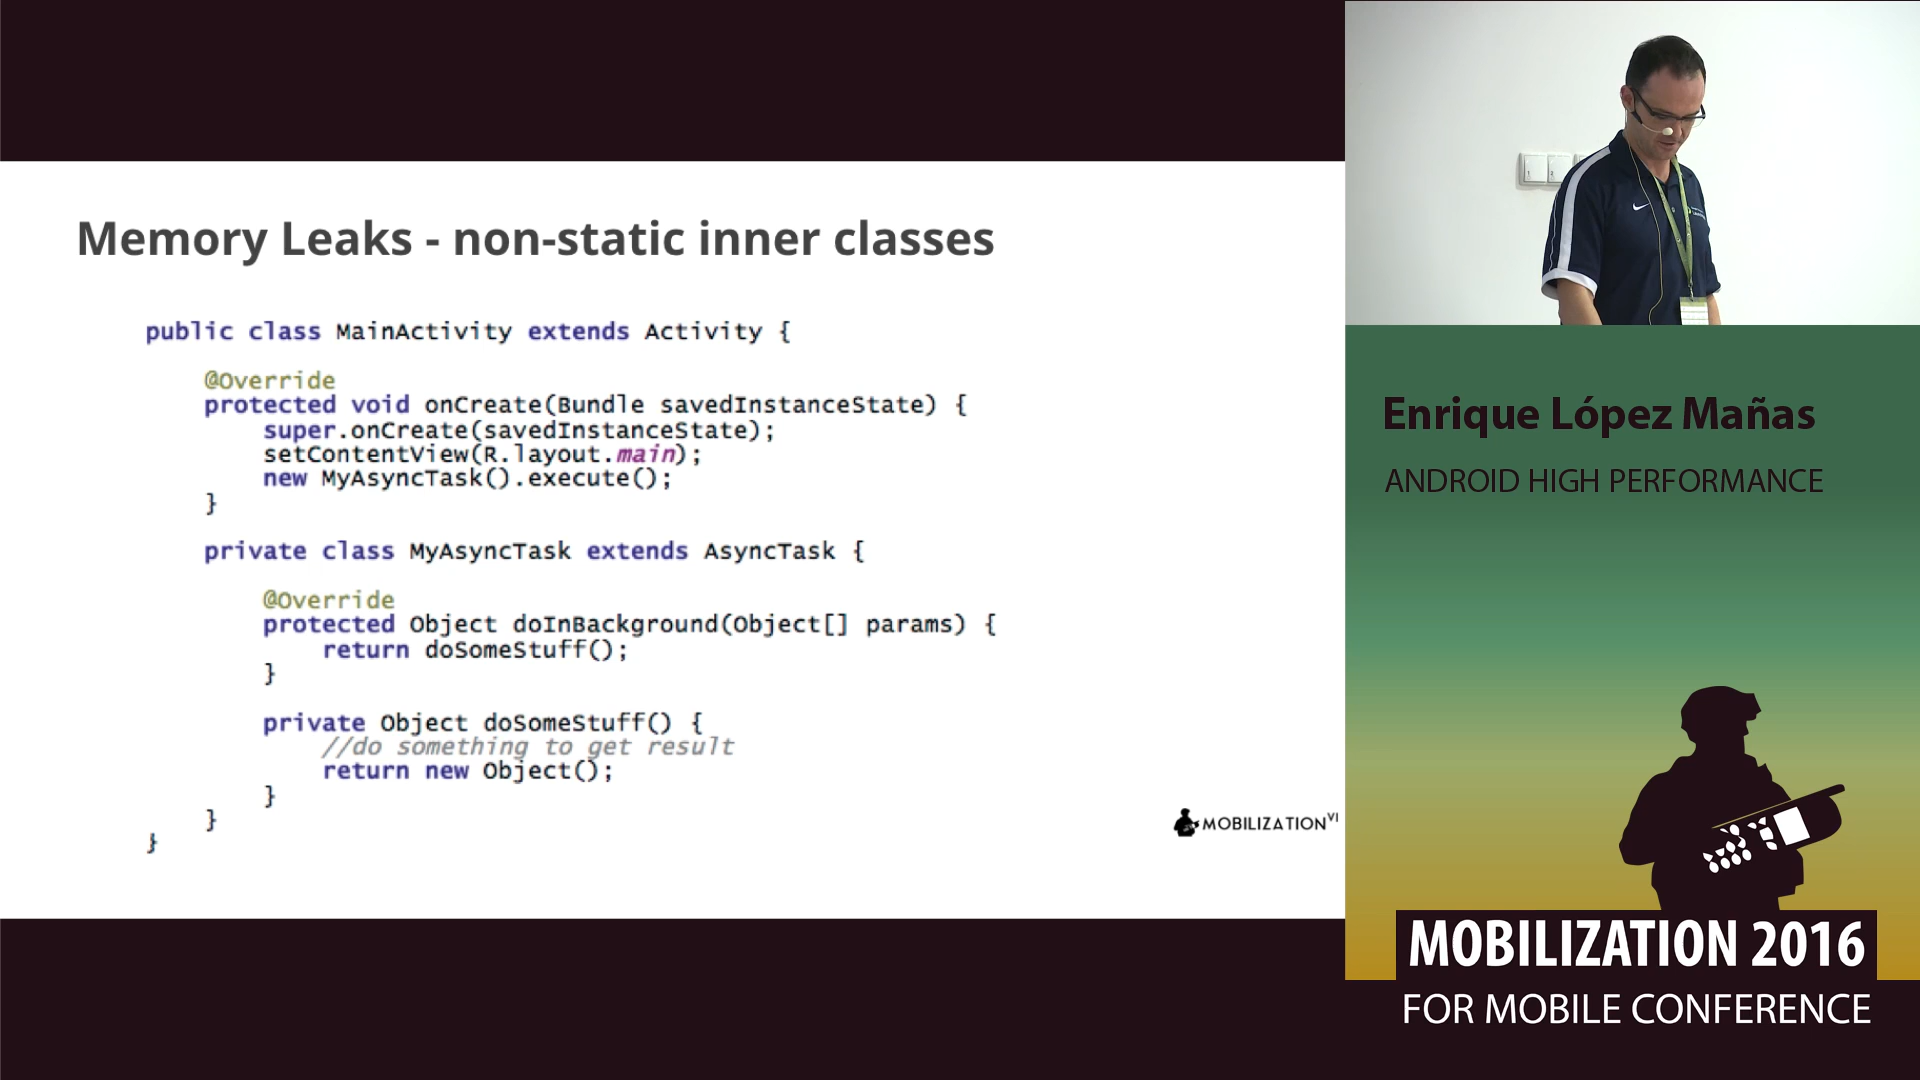 Memory Leaks - non-static inner classes
public class MainActivity extends Activity {
@Override
protected void onCreate(Bundle savedInstanceState) {
super.onCreate(savedInstanceState);
setContentView(R.layout.main);
new MyAsyncTask().execute();
}
private class MyAsyncTask extends AsyncTask {
@Override
protected Object doInBackground(Object[] params) {
return doSomeStuff();
}
private Object doSomeStuff() {
//do something to get result
return new Object();
}
}
}
MOBILIZATION VI
Enrique López Mañas
ANDROID HIGH PERFORMANCE
MOBILIZATION 2016
FOR MOBILE CONFERENCE